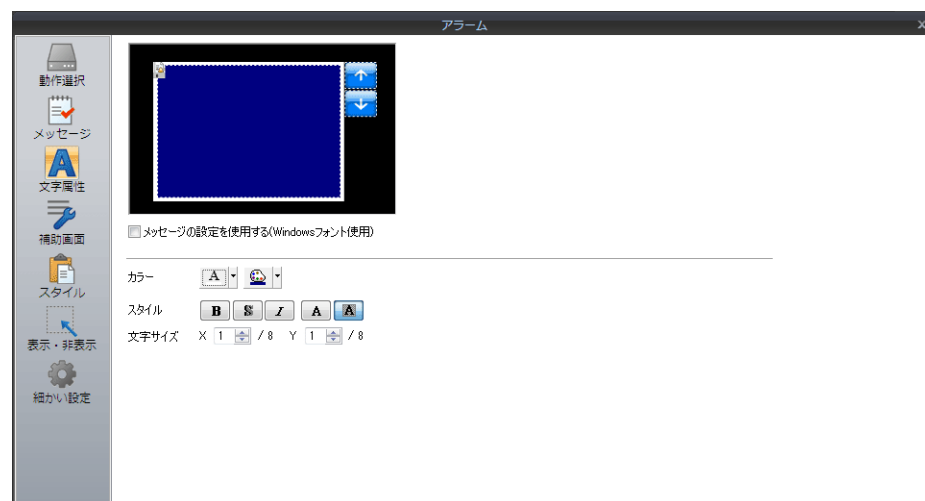 アラーム
動作選択
メッセージ
文字属性
補助画面
スタイル
表示・非表示
細かい設定
メッセージの設定を使用する(Windowsフォント使用)
カラー A
スタイル B S I A A
文字サイズ X 1 / 8 Y 1 / 8